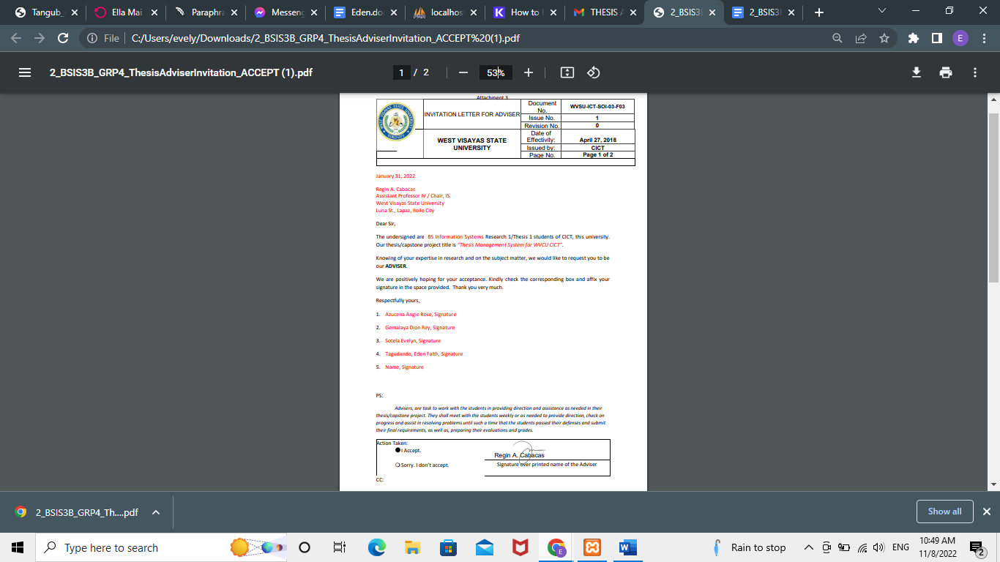 Tangub_
Ella Mai
Paraphra
Messeng
Eden.do
localhos
How to
THESIS A
2_BSIS3B
2_BSIS3B
File
C:/Users/evely/Downloads/2_BSIS3B_GRP4_ThesisAdviserInvitation_ACCEPT%20(1).pdf
E
2_BSIS3B_GRP4_ThesisAdviserInvitation_ACCEPT (1).pdf
1 / 2
53%
Attachment 3
INVITATION LETTER FOR ADVISER
Document No.
WVSU-ICT-SOI-03-F03
Issue No.
1
Revision No.
0
WEST VISAYAS STATE UNIVERSITY
Date of Effectivity:
April 27, 2018
Issued by:
CICT
Page No.
Page 1 of 2
January 31, 2022
Regin A. Cabacas
Assistant Professor IV / Chair, IS
West Visayas State University
Luna St., Lapaz, Iloilo City
Dear Sir,
The undersigned are BS Information Systems Research 1/Thesis 1 students of CICT, this university.
Our thesis/capstone project title is "Thesis Management System for WVCU CICT".
Knowing of your expertise in research and on the subject matter, we would like to request you to be
our ADVISER.
We are positively hoping for your acceptance. Kindly check the corresponding box and affix your
signature in the space provided. Thank you very much.
Respectfully yours,
1. Azucena Angie Rose, Signature
2. Gemalaya Dion Rey, Signature
3. Sotela Evelyn, Signature
4. Tagudando, Eden Faith, Signature
5. Name, Signature
PS:
Advisers, are task to work with the students in providing direction and assistance as needed in their
thesis/capstone project. They shall meet with the students weekly or as needed to provide direction, check on
progress and assist in resolving problems until such a time that the students passed their defenses and submit
their final requirements, as well as, preparing their evaluations and grades.
Action Taken:
I Accept.
Regin A. Cabacas
Sorry. I don't accept.
Signature over printed name of the Adviser
CC:
2_BSIS3B_GRP4_Th....pdf
Show all
Type here to search
Rain to stop
ENG
10:49 AM
11/8/2022
2